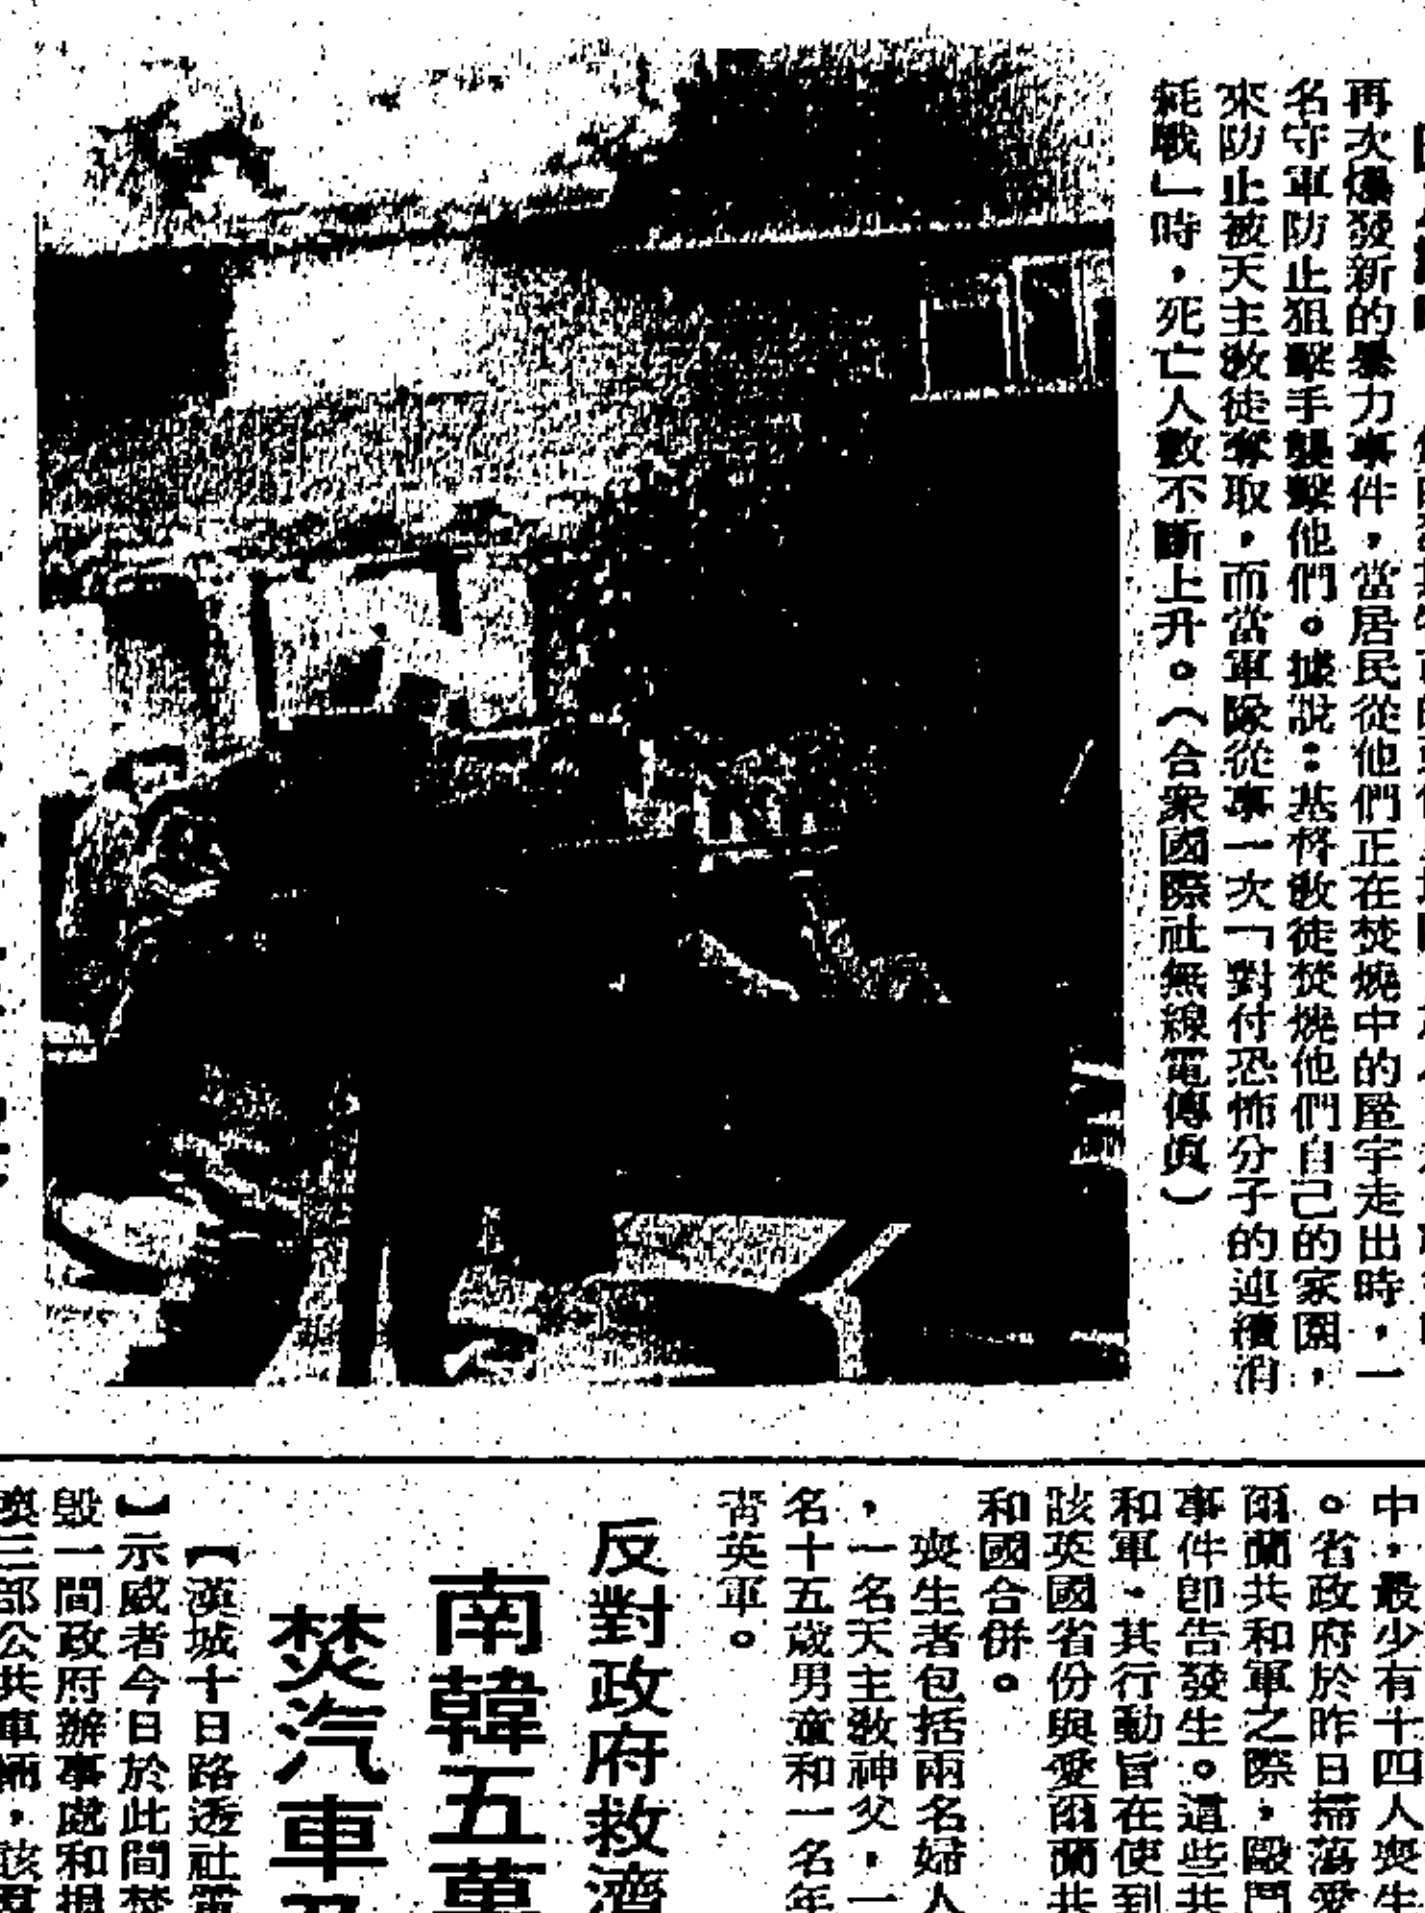 再次爆發新的暴力事件，當居民從他們正在焚燒中的屋宇走出時，一
名守軍防止狙擊手襲擊他們。據說：基督教徒焚燒他們自己的家園，
來防止被天主教徒奪取，而當軍隊從事一次「對付恐怖分子的連續消
耗戰」時，死亡人數不斷上升。（合衆國際社無線電傳眞）
中，最少有十四人喪生
。省政府於昨日掃蕩愛
爾蘭共和軍之際，毆鬥
事件卽告發生。這些共
和軍，其行動旨在使到
該英國省份與愛爾蘭共
和國合併。
喪生者包括兩名婦人
，一名天主敎神父，一
名十五歲男童和一名年
靑英軍。
反對政府救濟
南韓五萬
焚汽車及
【漢城十日路透社電
】示威者今日於此間焚
毀一間政府辦事處和損
壞三部公共車輛，該羣